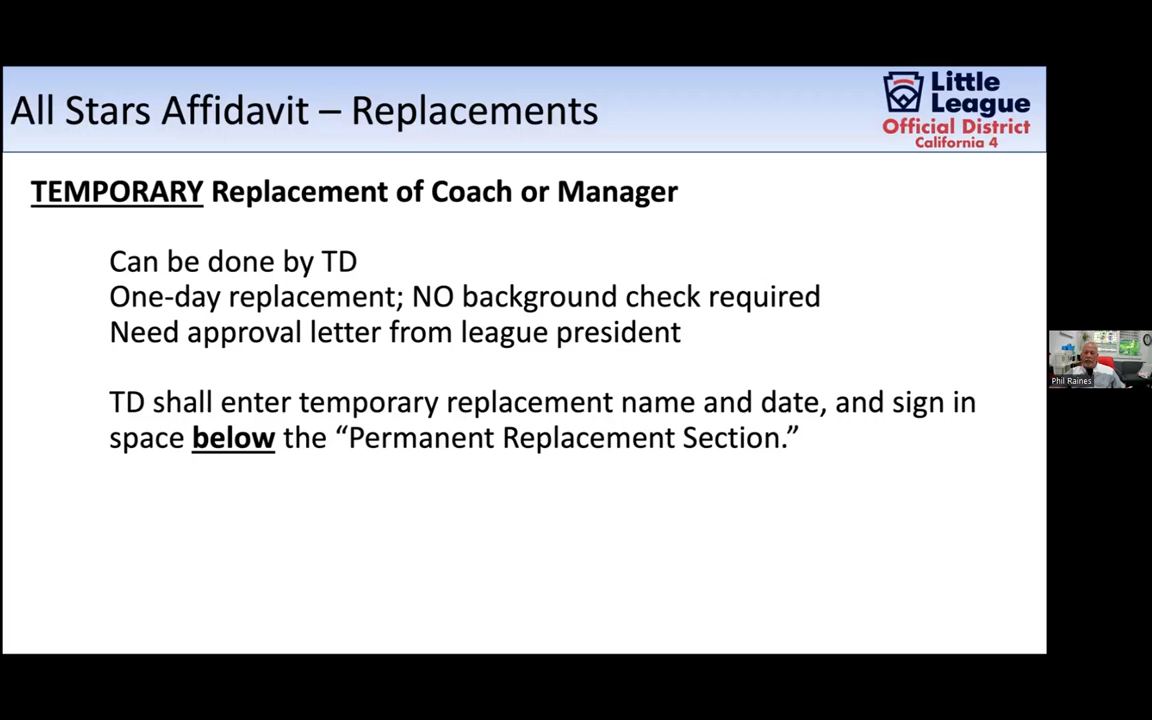 All Stars Affidavit – Replacements
Little
League
Official District
California 4
TEMPORARY Replacement of Coach or Manager
Can be done by TD
One-day replacement; NO background check required
Need approval letter from league president
TD shall enter temporary replacement name and date, and sign in
space below the “Permanent Replacement Section.”
Phil Raines